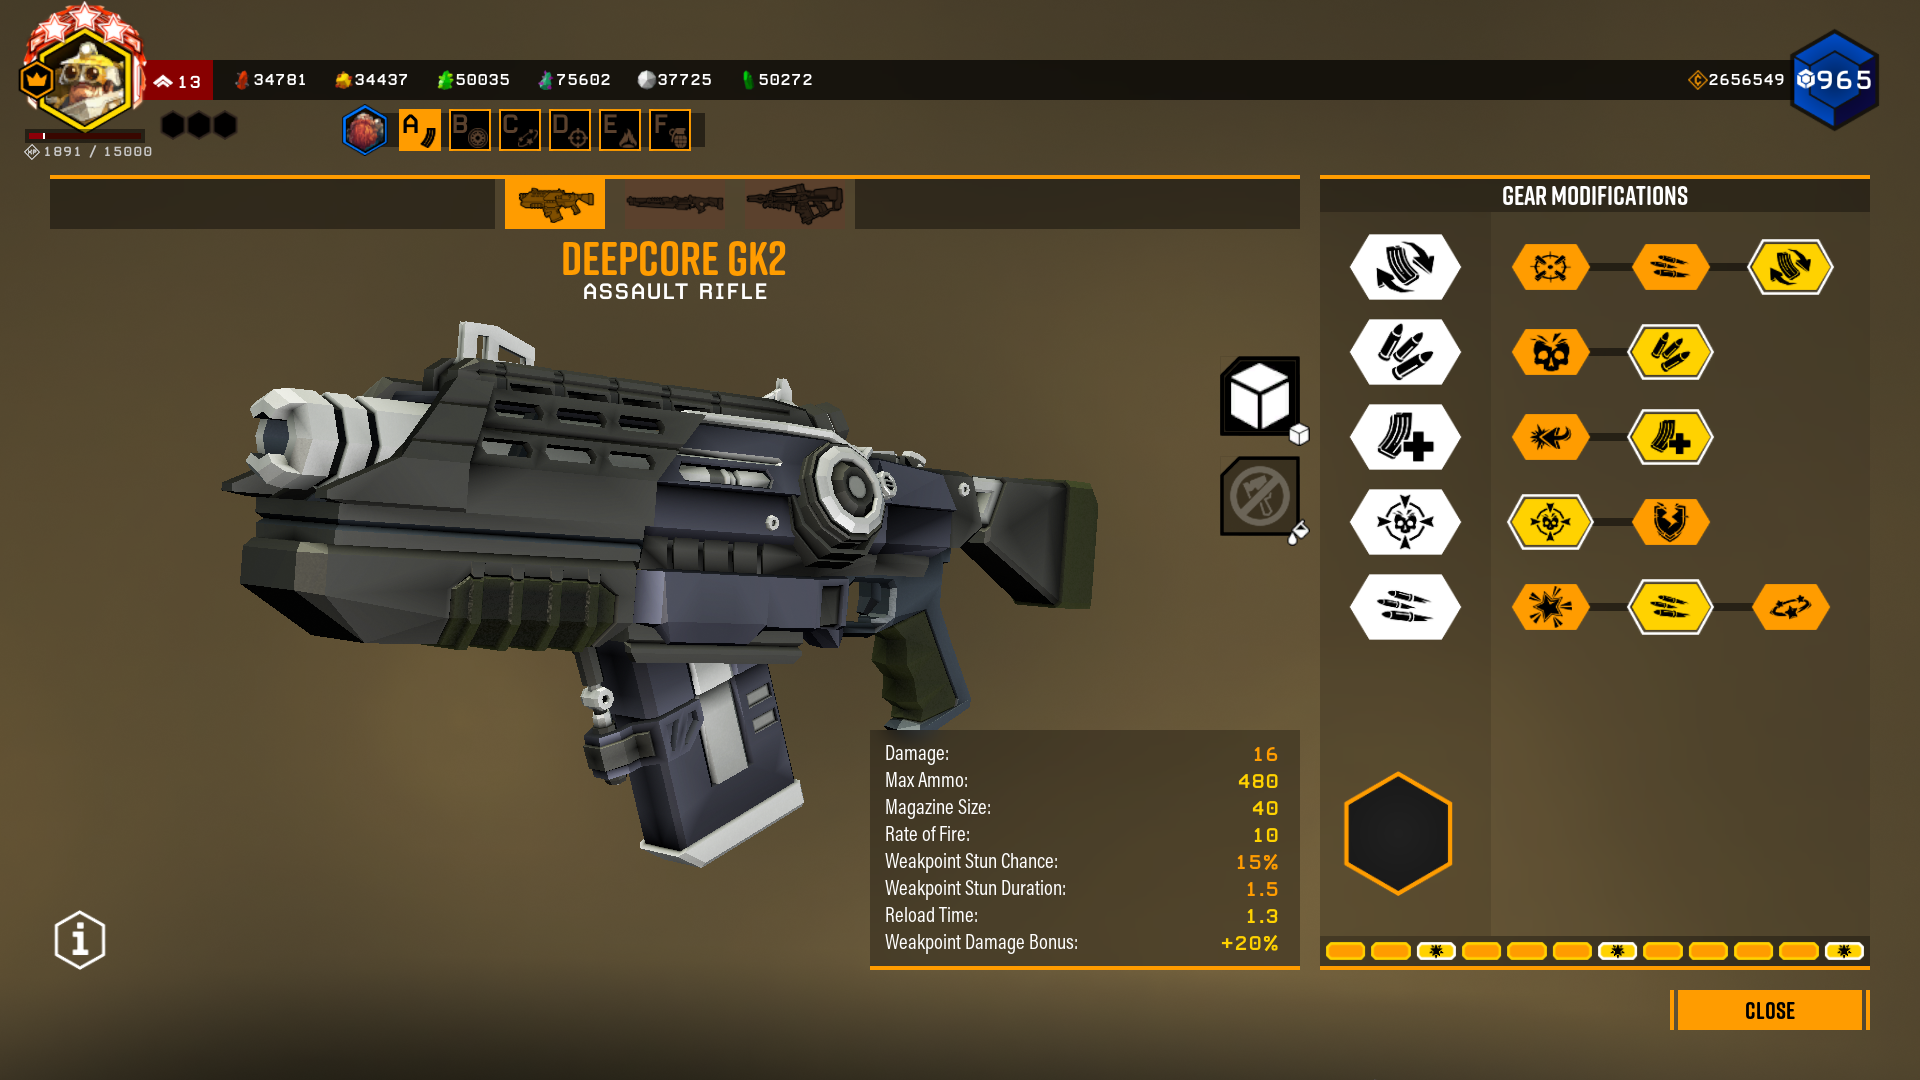 13
34781 34437 50035 75602 37725 50272
2656549
965
1891 / 15000
A B C D E F
GEAR MODIFICATIONS
DEEPCORE GK2
ASSAULT RIFLE
Damage: 16
Max Ammo: 480
Magazine Size: 40
Rate of Fire: 10
Weakpoint Stun Chance: 15%
Weakpoint Stun Duration: 1.5
Reload Time: 1.3
Weakpoint Damage Bonus: +20%
CLOSE